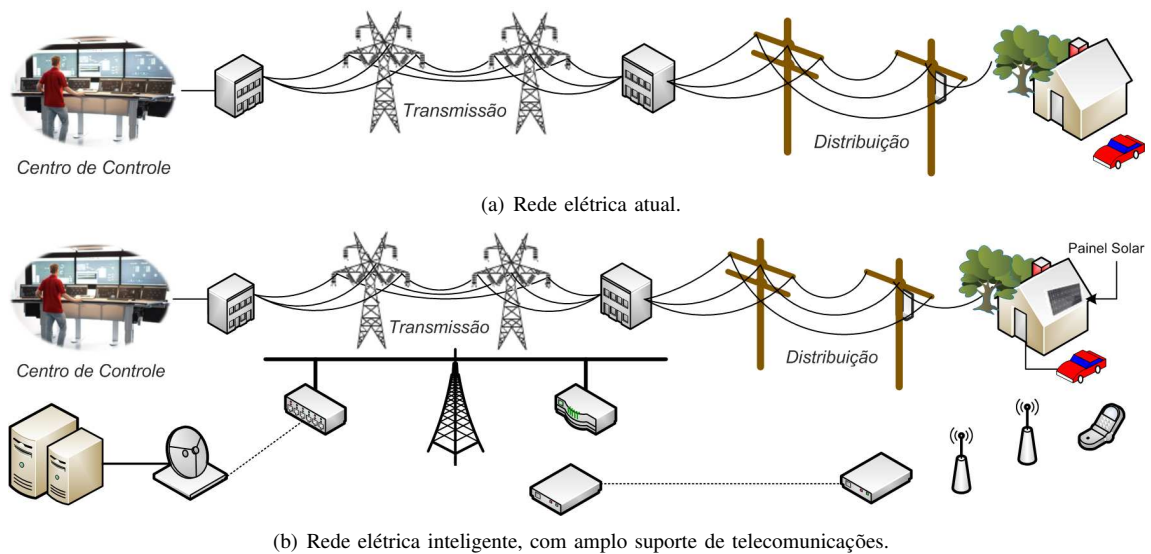 Transmissão
Distribuição
Centro de Controle
(a) Rede elétrica atual.
Painel Solar
Transmissão
Distribuição
Centro de Controle
(b) Rede elétrica inteligente, com amplo suporte de telecomunicações.